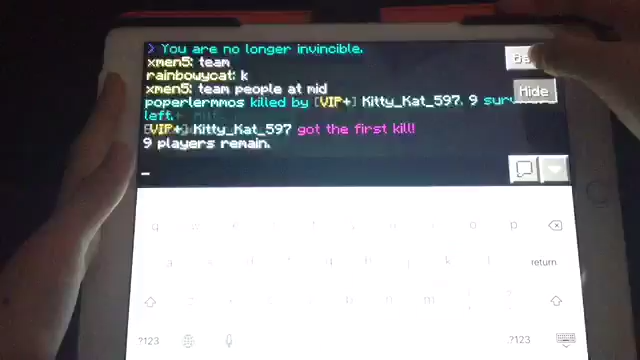 > You are no longer invincible.
xmen5: team
rainbowycat: k
xmen5: team people at mid
poperlermmos killed by [VIP+] Kitty_Kat_597. 9
left.
[VIP+] Kitty_Kat_597 got the first kill!
9 players remain.
Hide
q o p
a k l
return
m
.?123 .?123